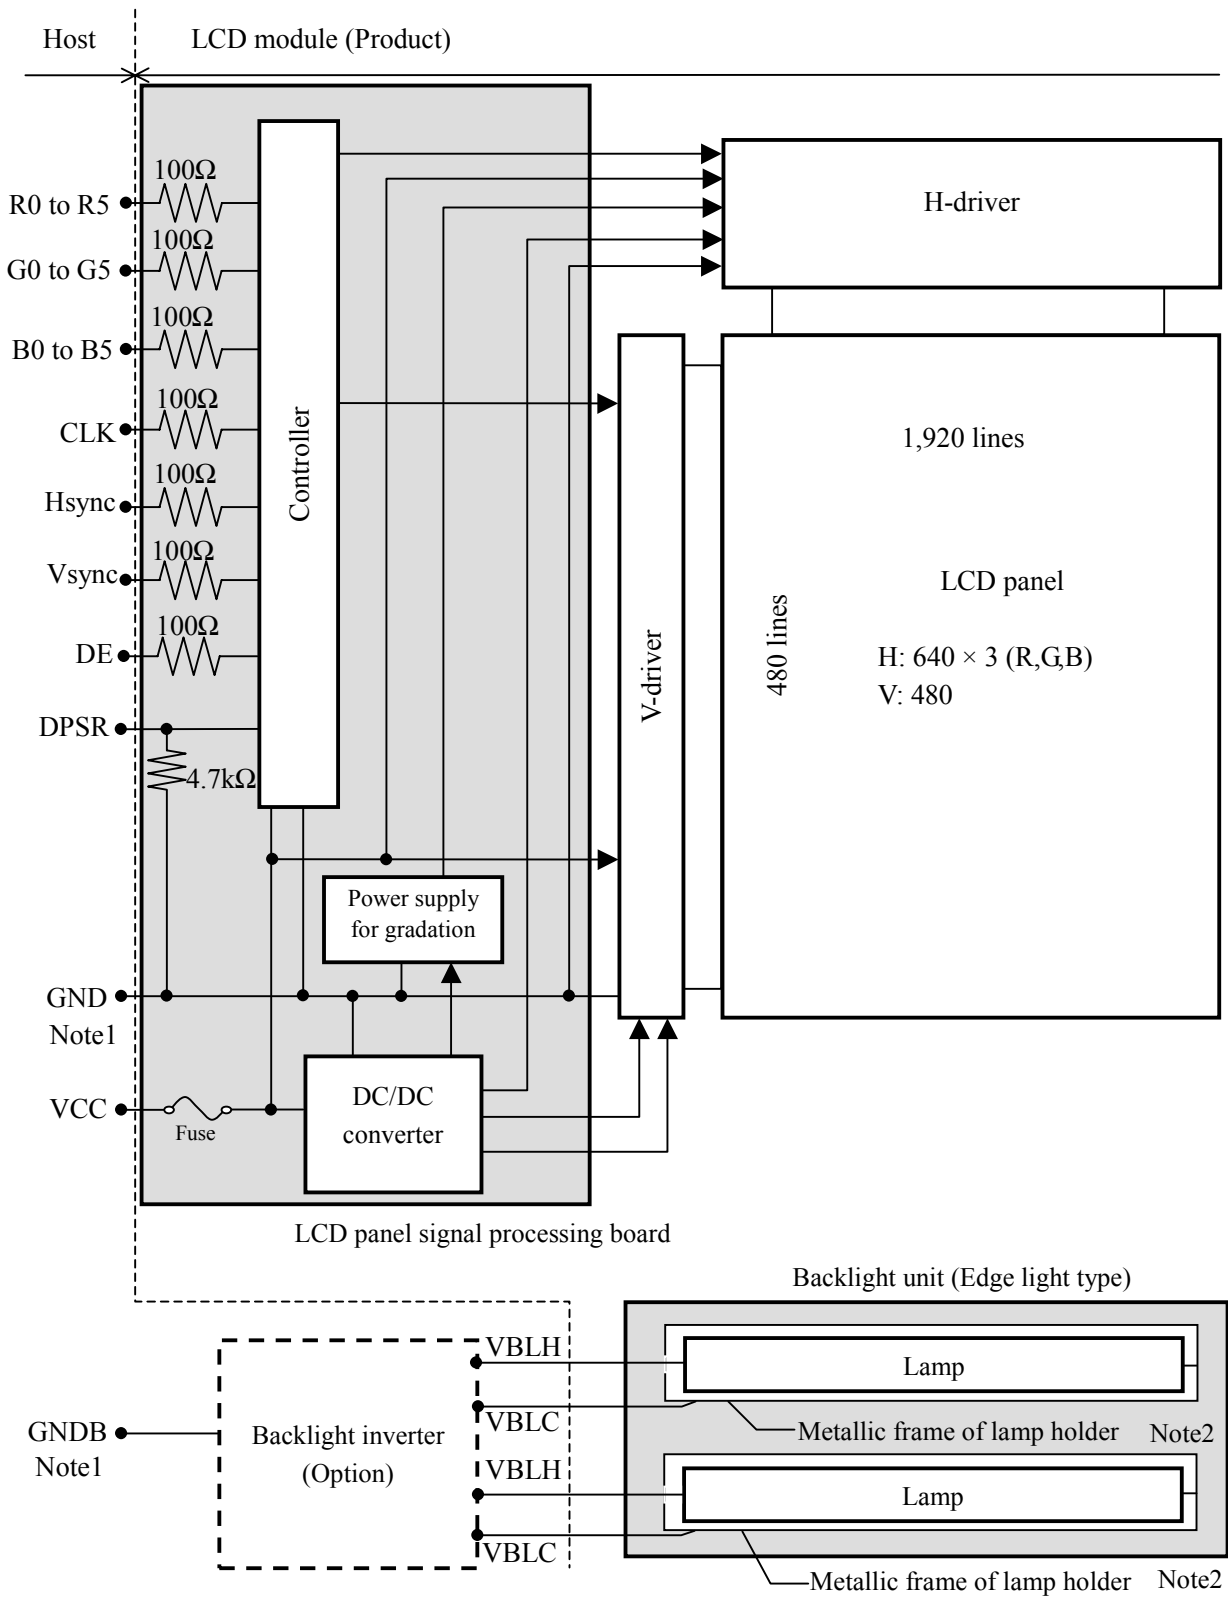 Host
LCD module (Product)
100Ω
R0 to R5
100Ω
G0 to G5
100Ω
B0 to B5
100Ω
CLK
100Ω
Hsync
100Ω
Vsync
100Ω
DE
DPSR
4.7kΩ
Controller
H-driver
V-driver
1,920 lines
480 lines
LCD panel
H: 640 × 3 (R,G,B)
V: 480
Power supply
for gradation
GND
Note1
VCC
Fuse
DC/DC
converter
LCD panel signal processing board
Backlight unit (Edge light type)
VBLH
Lamp
VBLC
Metallic frame of lamp holder
Note2
GNDB
Note1
Backlight inverter
(Option)
VBLH
Lamp
VBLC
Metallic frame of lamp holder
Note2